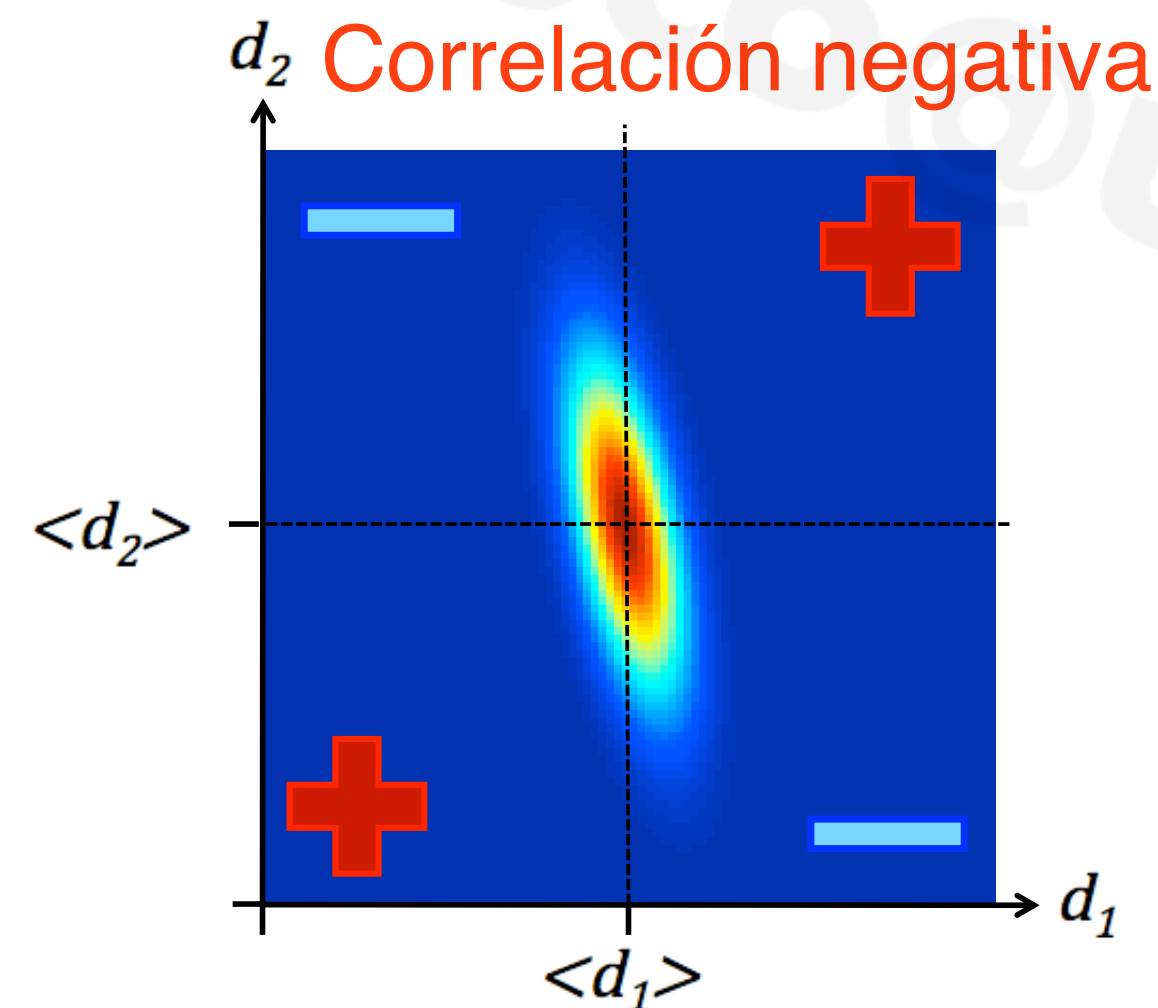 d₂ Correlación negativa
<d₂>
d₁
<d₁>